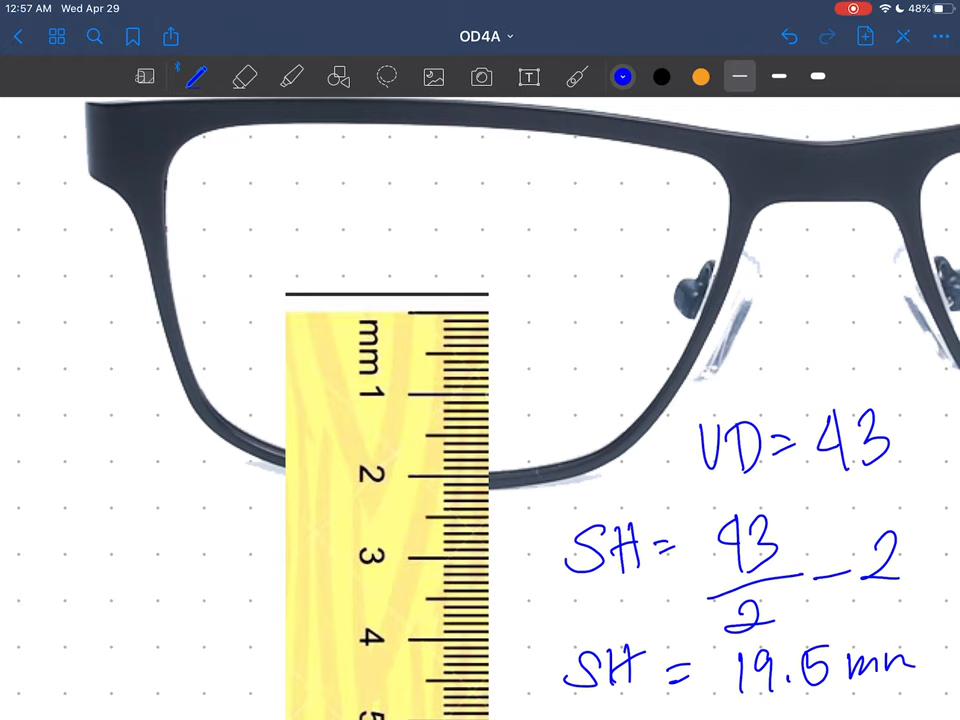 12:57 AM Wed Apr 29
48%
OD4A
T
mm 1
2
3
4
5
VD = 43
SH = 43/2 - 2
SH = 19.5 mm